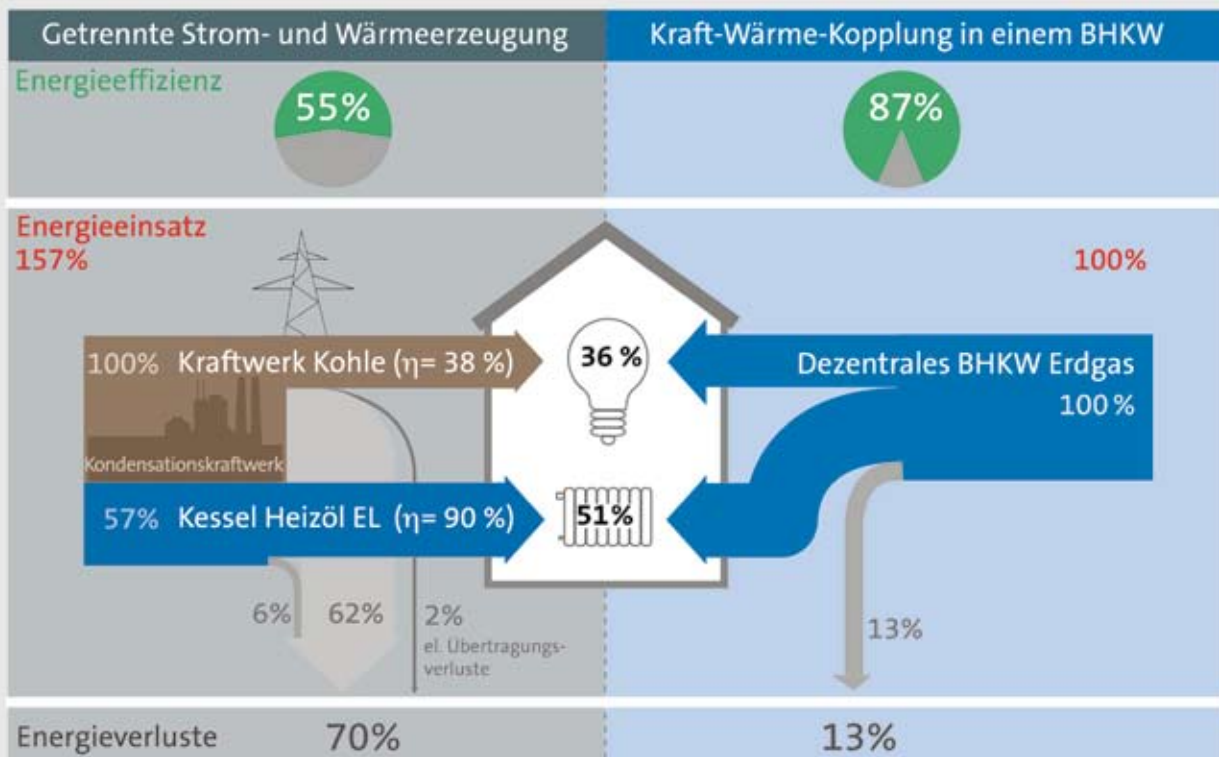 Getrennte Strom- und Wärmeerzeugung
Kraft-Wärme-Kopplung in einem BHKW
Energieeffizienz
55%
87%
Energieeinsatz
157%
100%
100% Kraftwerk Kohle (η= 38 %)
36 %
Dezentrales BHKW Erdgas
100 %
Kondensationskraftwerk
57% Kessel Heizöl EL (η= 90 %)
51%
6%
62%
2%
el. Übertragungs-
verluste
13%
Energieverluste
70%
13%